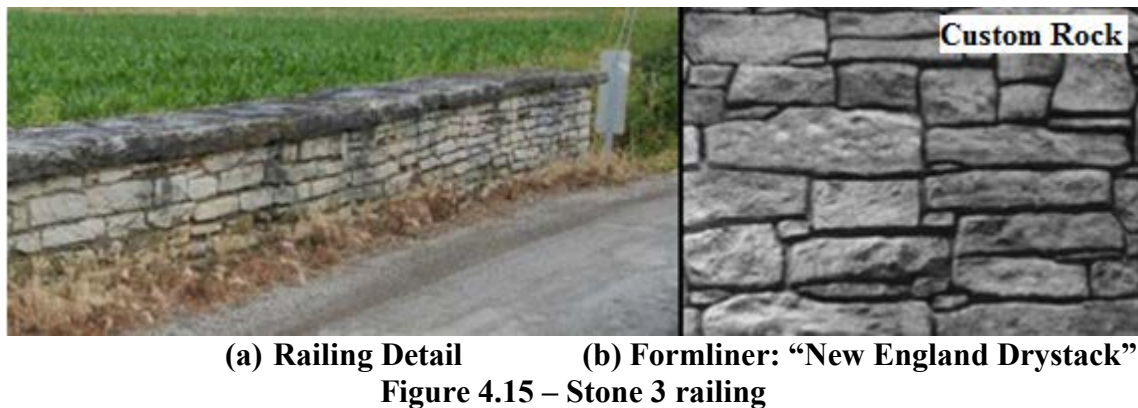 Custom Rock
(a) Railing Detail (b) Formliner: “New England Drystack”
Figure 4.15 – Stone 3 railing